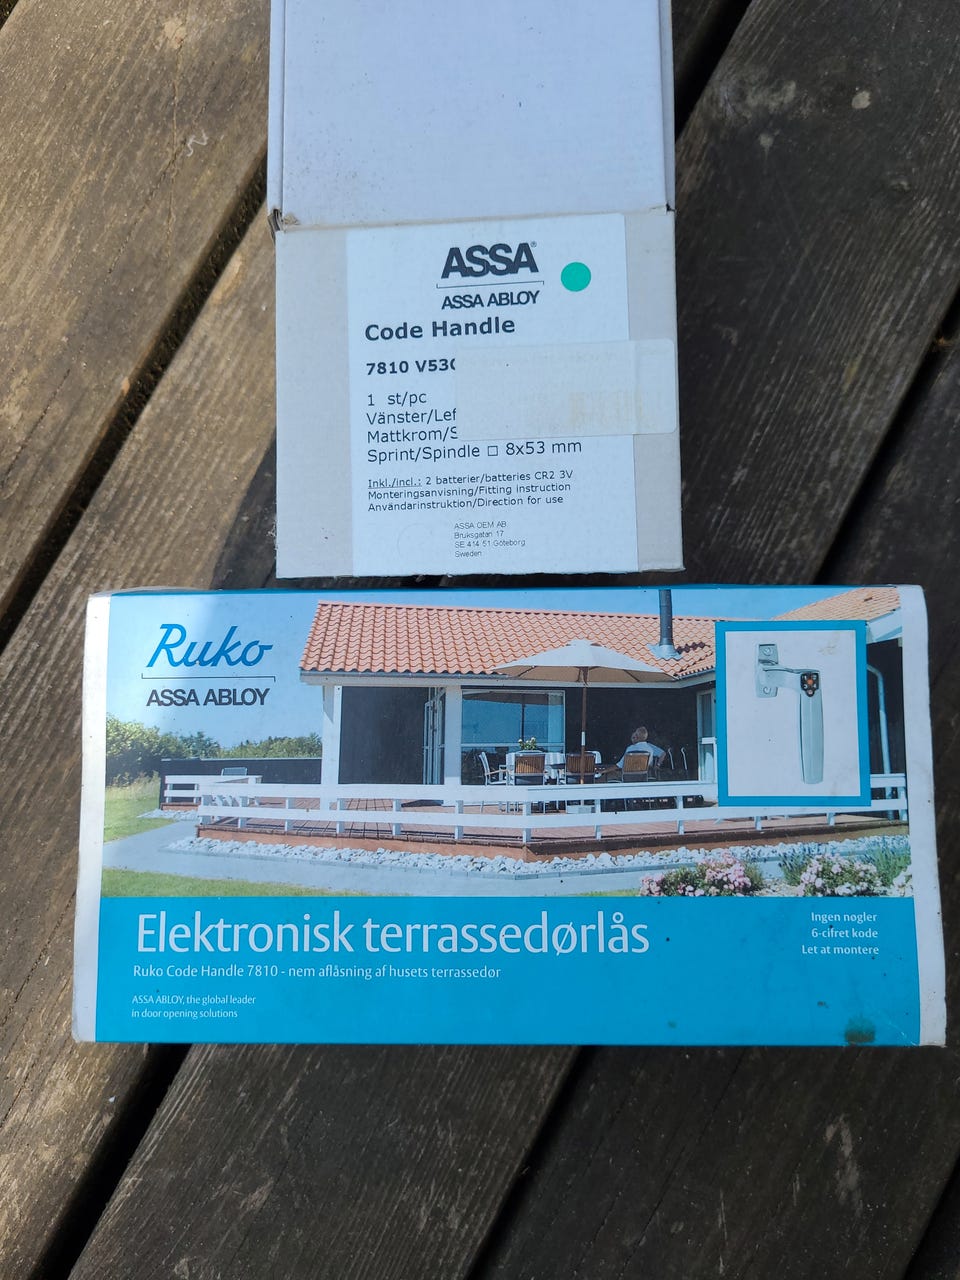 ASSA®
ASSA ABLOY
Code Handle
7810 V53
1 st/pc
Vänster/Lef
Mattkrom/S
Sprint/Spindle □ 8x53 mm
Inkl./incl.: 2 batterier/batteries CR2 3V
Monteringsanvisning/Fitting instruction
Användarinstruktion/Direction for use
ASSA OEM AB
Bruksgatan 17
SE 414 51 Göteborg
Sweden
Ruko
ASSA ABLOY
Elektronisk terrassedørlås
Ruko Code Handle 7810 - nem aflåsning af husets terrassedør
ASSA ABLOY, the global leader
in door opening solutions
Ingen nøgler
6-cifret kode
Let at montere